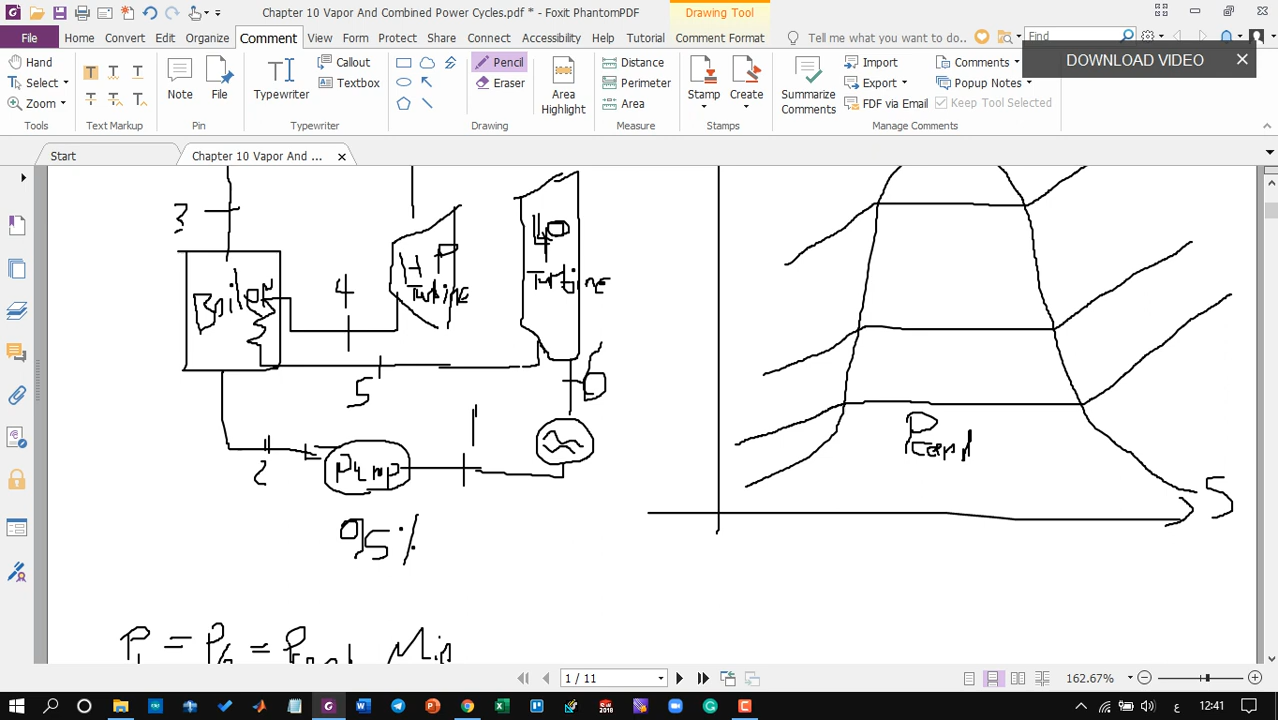 Chapter 10 Vapor And Combined Power Cycles.pdf * - Foxit PhantomPDF
Drawing Tool
File Home Convert Edit Organize Comment View Form Protect Share Connect Accessibility Help Tutorial Comment Format Tell me what you want to do.. Find
DOWNLOAD VIDEO
Hand
Select
Zoom
Tools
Text Markup
Note
File
Pin
Typewriter
Callout
Textbox
Typewriter
Pencil
Eraser
Drawing
Area Highlight
Distance
Perimeter
Area
Measure
Stamp
Create
Stamps
Summarize Comments
Import
Export
FDF via Email
Comments
Popup Notes
Keep Tool Selected
Manage Comments
Start
Chapter 10 Vapor And ...
3
Boiler
4
H P
Turbine
Turbine
5
6
1
2
Pump
95%
Pcond
S
P1 = P6 = Pcond Min
1 / 11
162.67%
12:41